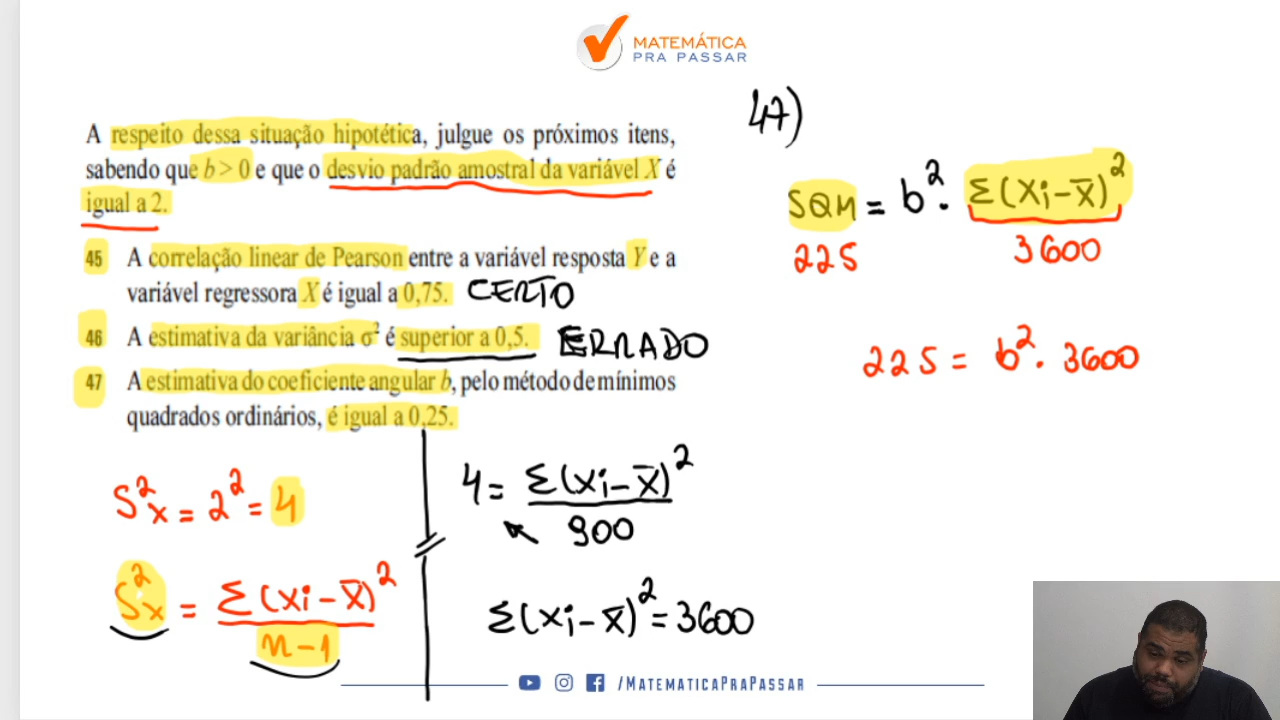 MATEMÁTICA
PRA PASSAR
A respeito dessa situação hipotética, julgue os próximos itens,
sabendo que b > 0 e que o desvio padrão amostral da variável X é
igual a 2.
45 A correlação linear de Pearson entre a variável resposta Y e a
variável regressora X é igual a 0,75. CERTO
46 A estimativa da variância σ² é superior a 0,5. ERRADO
47 A estimativa do coeficiente angular b, pelo método de mínimos
quadrados ordinários, é igual a 0,25.
S²x = 2² = 4
S²x = Σ(xi – x̄)²
n – 1
4 = Σ(xi – x̄)²
900
Σ(xi – x̄)² = 3600
47)
SQM = b² . Σ(xi – x̄)²
225 3600
225 = b² . 3600
/MatematicaPraPassar